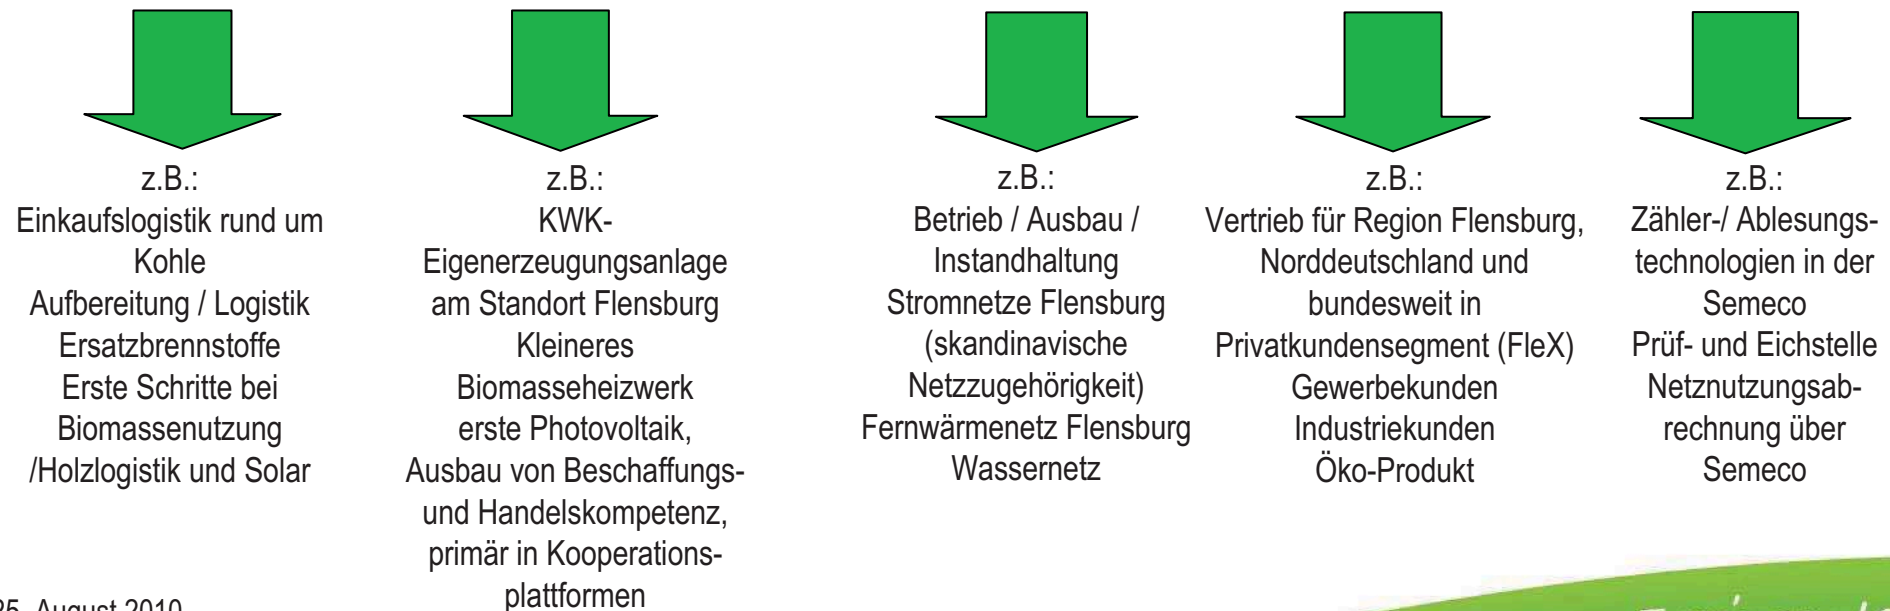 z.B.:
Einkaufslogistik rund um
Kohle
Aufbereitung / Logistik
Ersatzbrennstoffe
Erste Schritte bei
Biomassenutzung
/Holzlogistik und Solar
z.B.:
KWK-
Eigenerzeugungsanlage
am Standort Flensburg
Kleineres
Biomasseheizwerk
erste Photovoltaik,
Ausbau von Beschaffungs-
und Handelskompetenz,
primär in Kooperations-
plattformen
z.B.:
Betrieb / Ausbau /
Instandhaltung
Stromnetze Flensburg
(skandinavische
Netzzugehörigkeit)
Fernwärmenetz Flensburg
Wassernetz
z.B.:
Vertrieb für Region Flensburg,
Norddeutschland und
bundesweit in
Privatkundensegment (FleX)
Gewerbekunden
Industriekunden
Öko-Produkt
z.B.:
Zähler-/ Ablesungs-
technologien in der
Semeco
Prüf- und Eichstelle
Netznutzungsab-
rechnung über
Semeco
25. August 2010